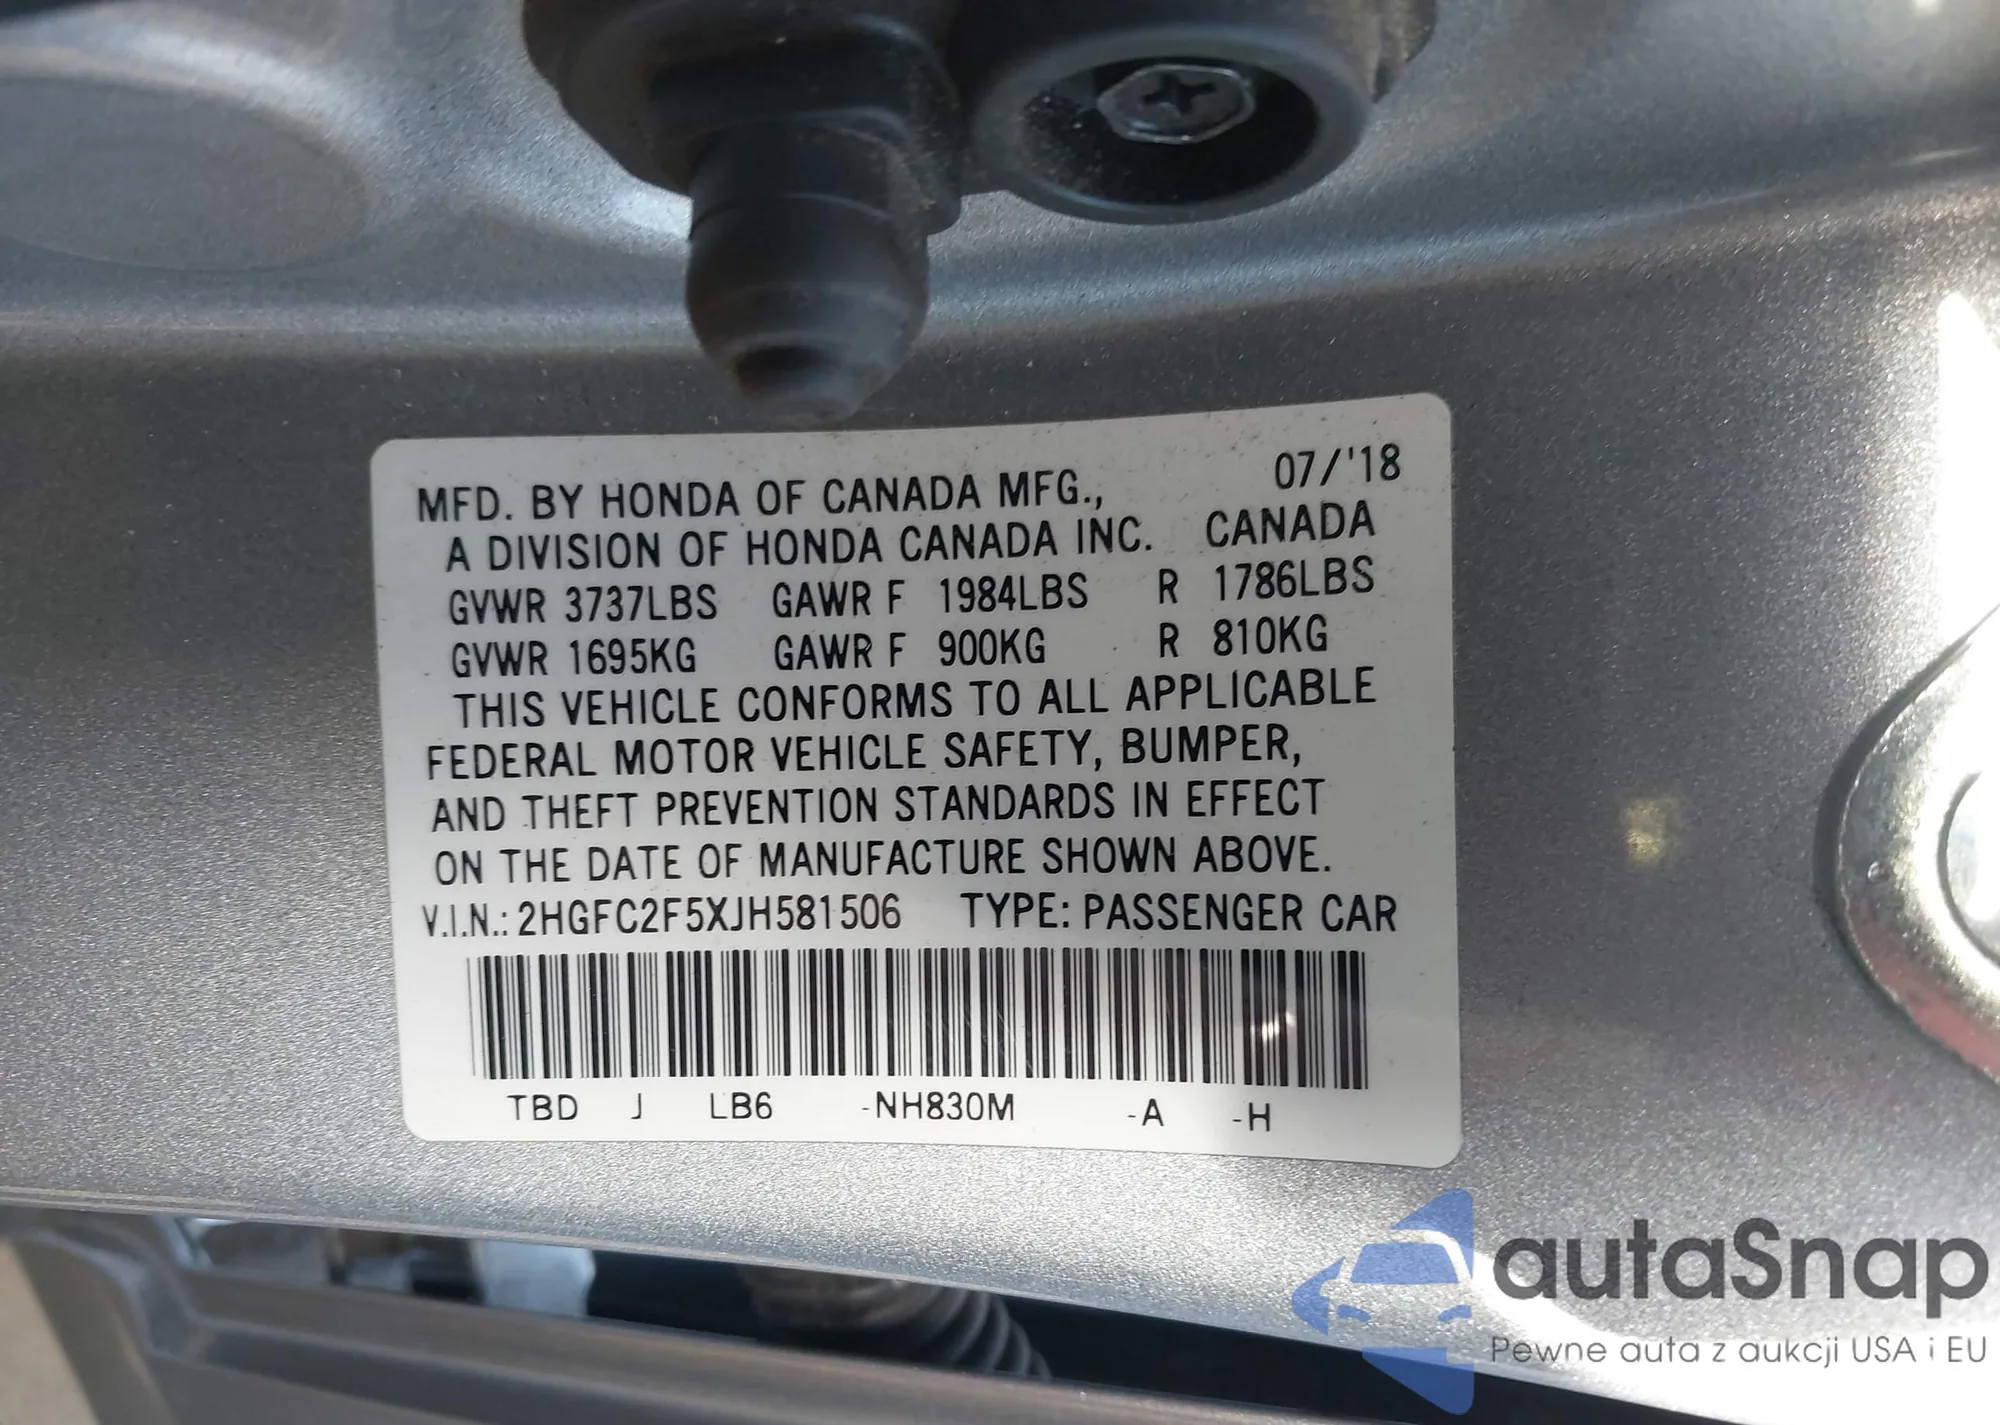 MFD. BY HONDA OF CANADA MFG., 07/'18
A DIVISION OF HONDA CANADA INC. CANADA
GVWR 3737LBS GAWR F 1984LBS R 1786LBS
GVWR 1695KG GAWR F 900KG R 810KG
THIS VEHICLE CONFORMS TO ALL APPLICABLE
FEDERAL MOTOR VEHICLE SAFETY, BUMPER,
AND THEFT PREVENTION STANDARDS IN EFFECT
ON THE DATE OF MANUFACTURE SHOWN ABOVE.
V.I.N.: 2HGFC2F5XJH581506 TYPE: PASSENGER CAR
TBD J LB6 -NH830M -A -H
autaSnap
Pewne auta z aukcji USA i EU